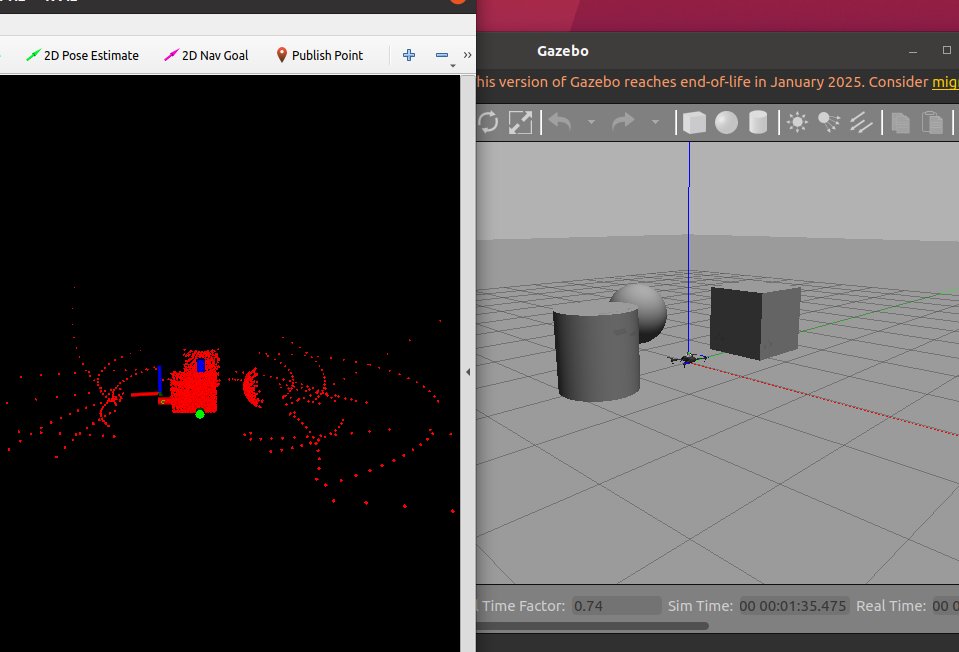 2D Pose Estimate 2D Nav Goal Publish Point
Gazebo
his version of Gazebo reaches end-of-life in January 2025. Consider mig
Time Factor: 0.74 Sim Time: 00 00:01:35.475 Real Time: 00 0